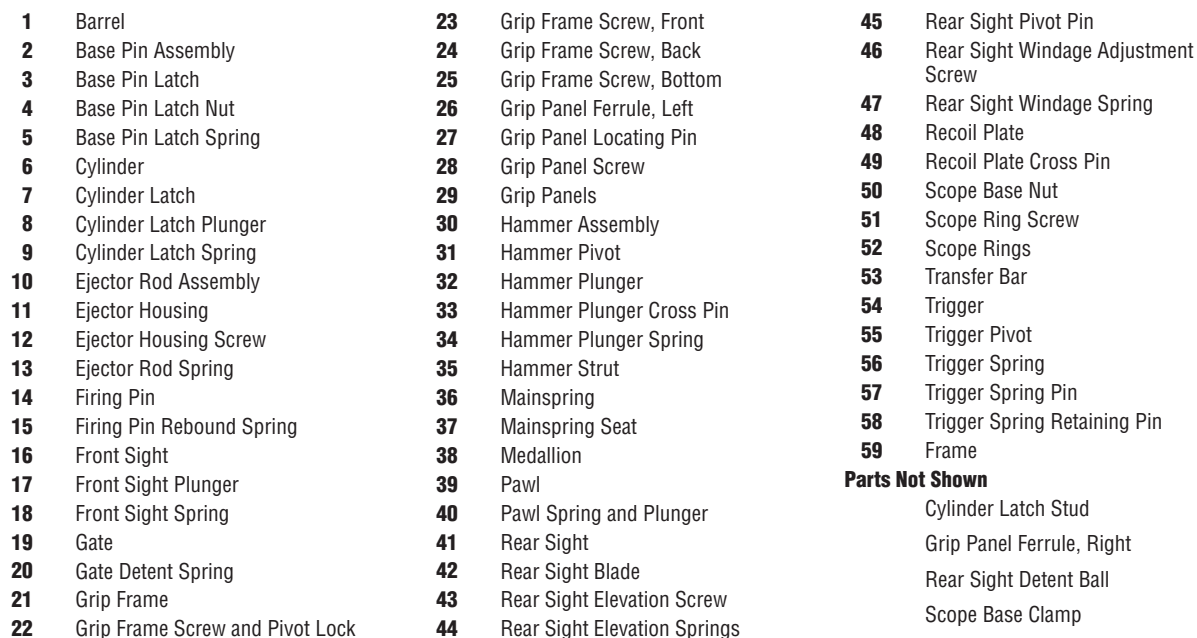 1 Barrel
2 Base Pin Assembly
3 Base Pin Latch
4 Base Pin Latch Nut
5 Base Pin Latch Spring
6 Cylinder
7 Cylinder Latch
8 Cylinder Latch Plunger
9 Cylinder Latch Spring
10 Ejector Rod Assembly
11 Ejector Housing
12 Ejector Housing Screw
13 Ejector Rod Spring
14 Firing Pin
15 Firing Pin Rebound Spring
16 Front Sight
17 Front Sight Plunger
18 Front Sight Spring
19 Gate
20 Gate Detent Spring
21 Grip Frame
22 Grip Frame Screw and Pivot Lock
23 Grip Frame Screw, Front
24 Grip Frame Screw, Back
25 Grip Frame Screw, Bottom
26 Grip Panel Ferrule, Left
27 Grip Panel Locating Pin
28 Grip Panel Screw
29 Grip Panels
30 Hammer Assembly
31 Hammer Pivot
32 Hammer Plunger
33 Hammer Plunger Cross Pin
34 Hammer Plunger Spring
35 Hammer Strut
36 Mainspring
37 Mainspring Seat
38 Medallion
39 Pawl
40 Pawl Spring and Plunger
41 Rear Sight
42 Rear Sight Blade
43 Rear Sight Elevation Screw
44 Rear Sight Elevation Springs
45 Rear Sight Pivot Pin
46 Rear Sight Windage Adjustment
Screw
47 Rear Sight Windage Spring
48 Recoil Plate
49 Recoil Plate Cross Pin
50 Scope Base Nut
51 Scope Ring Screw
52 Scope Rings
53 Transfer Bar
54 Trigger
55 Trigger Pivot
56 Trigger Spring
57 Trigger Spring Pin
58 Trigger Spring Retaining Pin
59 Frame
Parts Not Shown
Cylinder Latch Stud
Grip Panel Ferrule, Right
Rear Sight Detent Ball
Scope Base Clamp